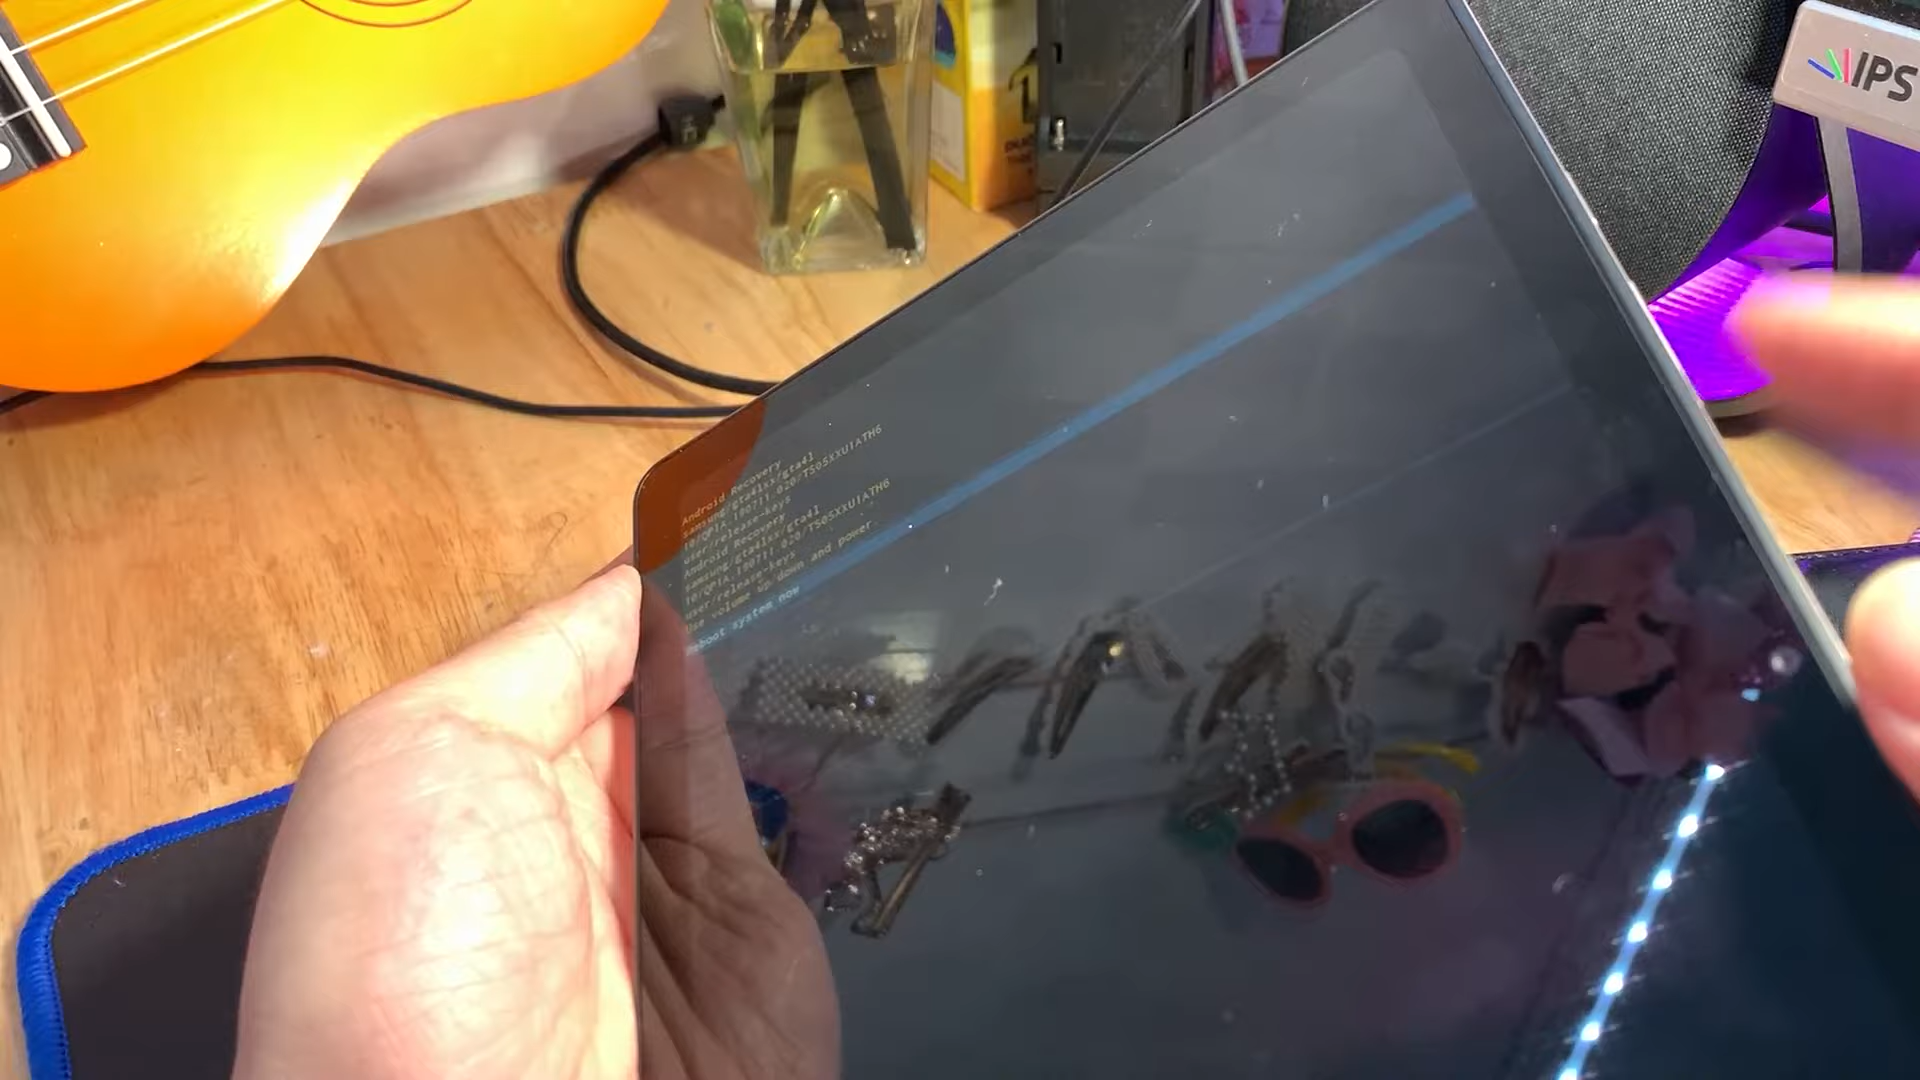 IPS
Android Recovery
samsung/gta4lxx/gta4l
10/QP1A.190711.020/T505XXU1ATH6
user/release-keys
Android Recovery
samsung/gta4lxx/gta4l
10/QP1A.190711.020/T505XXU1ATH6
user/release-keys
Use volume up/down and power.
Reboot system now